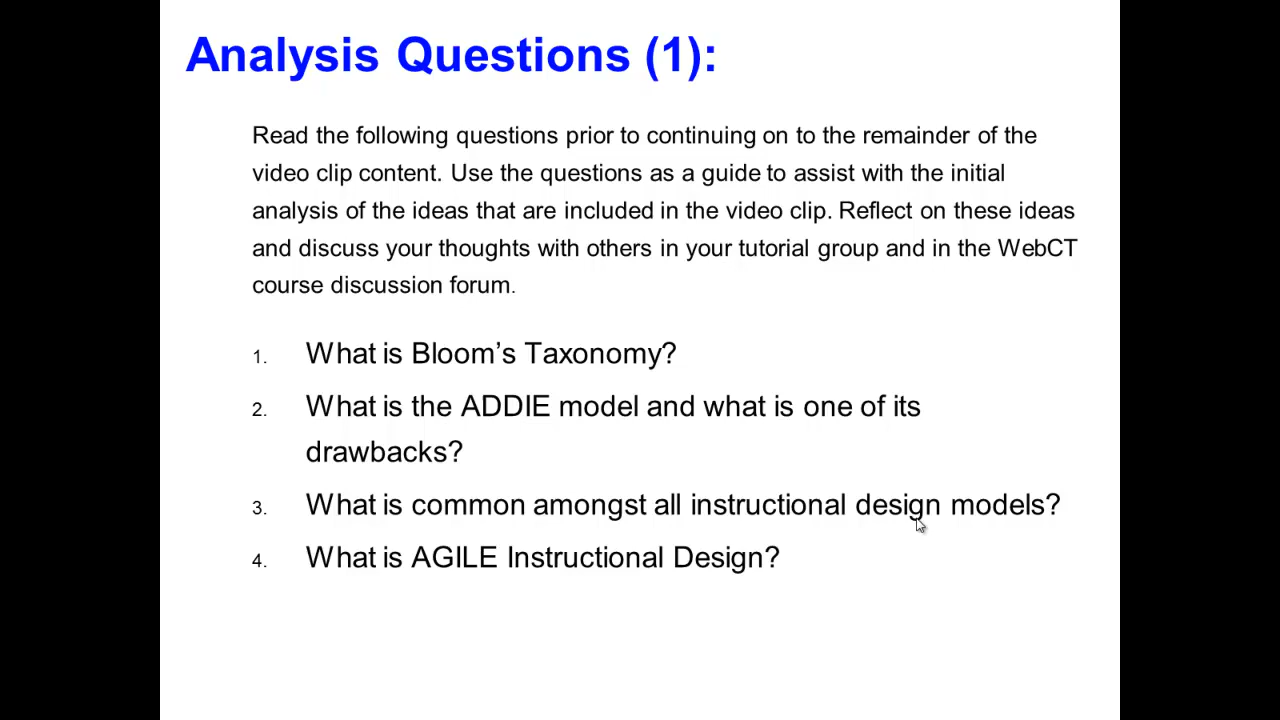 Analysis Questions (1):
Read the following questions prior to continuing on to the remainder of the
video clip content. Use the questions as a guide to assist with the initial
analysis of the ideas that are included in the video clip. Reflect on these ideas
and discuss your thoughts with others in your tutorial group and in the WebCT
course discussion forum.
1. What is Bloom’s Taxonomy?
2. What is the ADDIE model and what is one of its
drawbacks?
3. What is common amongst all instructional design models?
4. What is AGILE Instructional Design?